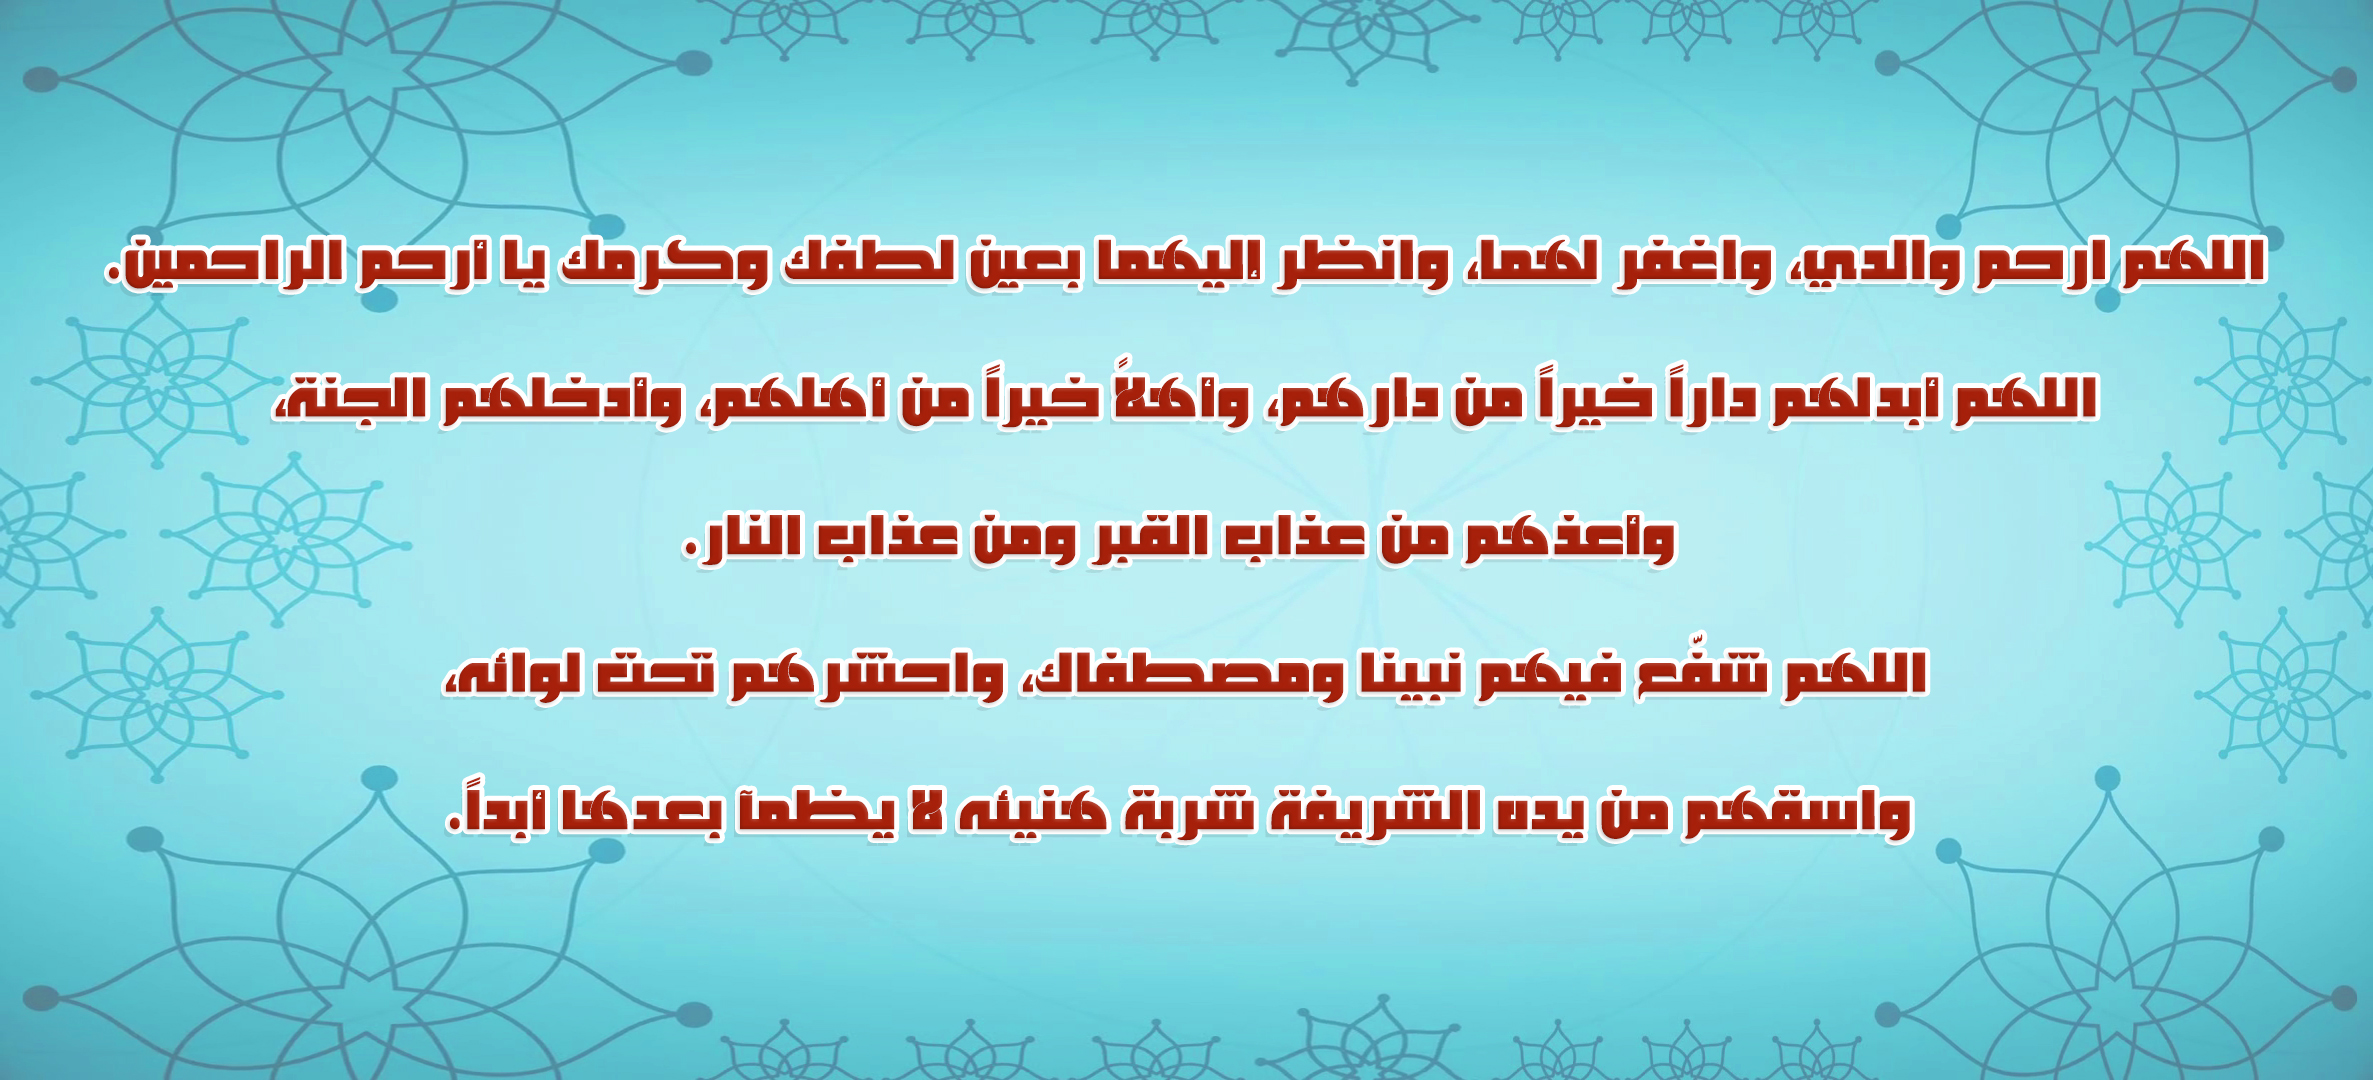 اللهم ارحم والدي، واغفر لهما، وانظر إليهما بعين لطفك وكرمك يا أرحم الراحمين.
اللهم أبدلهم داراً خيراً من دارهم، وأهلاً خيراً من أهلهم، وأدخلهم الجنة،
وأعذهم من عذاب القبر ومن عذاب النار.
اللهم شفّع فيهم نبينا ومصطفاك، واحشرهم تحت لوائه،
واسقهم من يده الشريفة شربة هنيئه لا يظمآ بعدها أبداً.